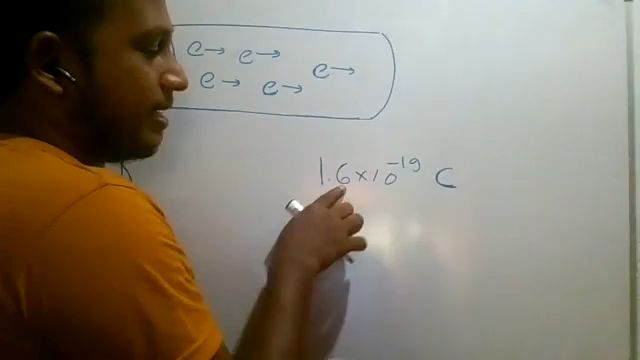 e→ e→
e→ e→ e→
1.6×10⁻¹⁹ C